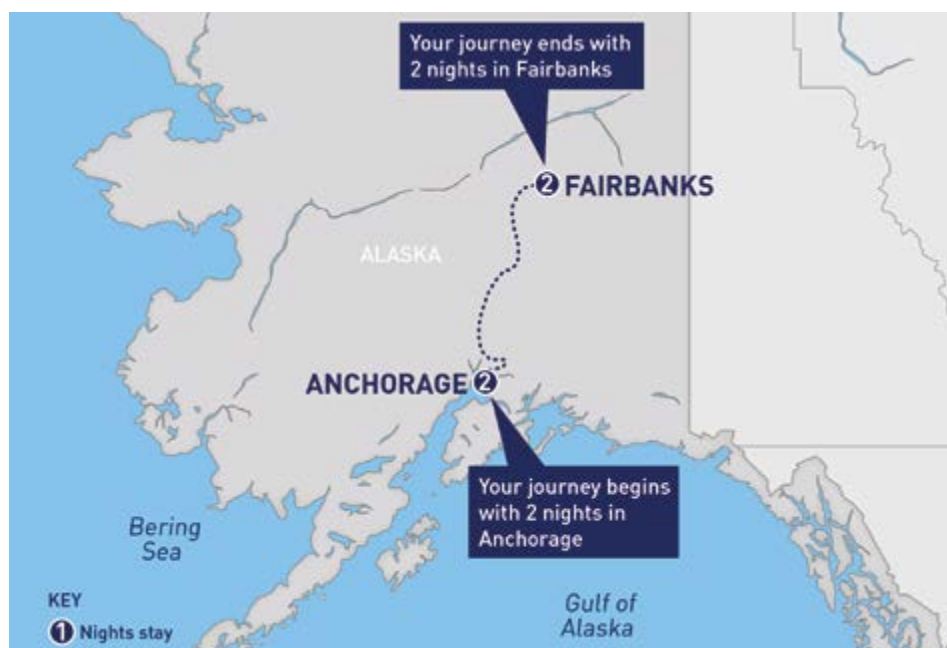 Your journey ends with
2 nights in Fairbanks
2 FAIRBANKS
ALASKA
ANCHORAGE 2
Your journey begins
with 2 nights in
Anchorage
Bering
Sea
Gulf of
Alaska
KEY
1 Nights stay